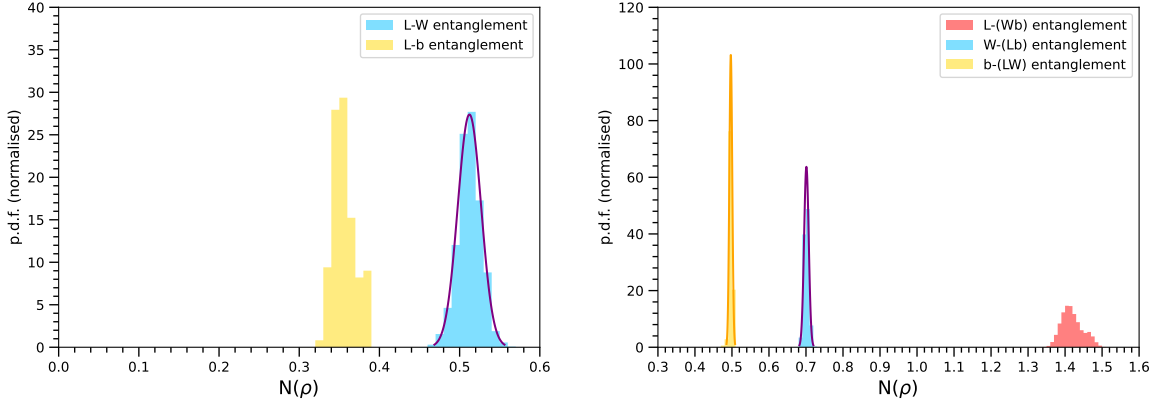 40
35
30
25
20
15
10
5
0
p.d.f. (normalised)
L-W entanglement
L-b entanglement
0.0 0.1 0.2 0.3 0.4 0.5 0.6
N(ρ)
120
100
80
60
40
20
0
p.d.f. (normalised)
L-(Wb) entanglement
W-(Lb) entanglement
b-(LW) entanglement
0.3 0.4 0.5 0.6 0.7 0.8 0.9 1.0 1.1 1.2 1.3 1.4 1.5 1.6
N(ρ)